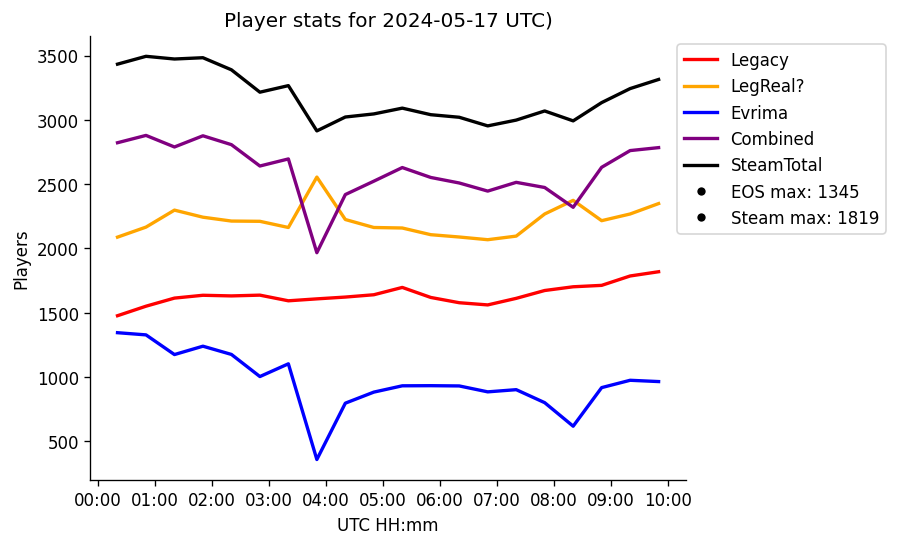 Player stats for 2024-05-17 UTC)
Players
3500
3000
2500
2000
1500
1000
500
00:00 01:00 02:00 03:00 04:00 05:00 06:00 07:00 08:00 09:00 10:00
UTC HH:mm
Legacy
LegReal?
Evrima
Combined
SteamTotal
EOS max: 1345
Steam max: 1819